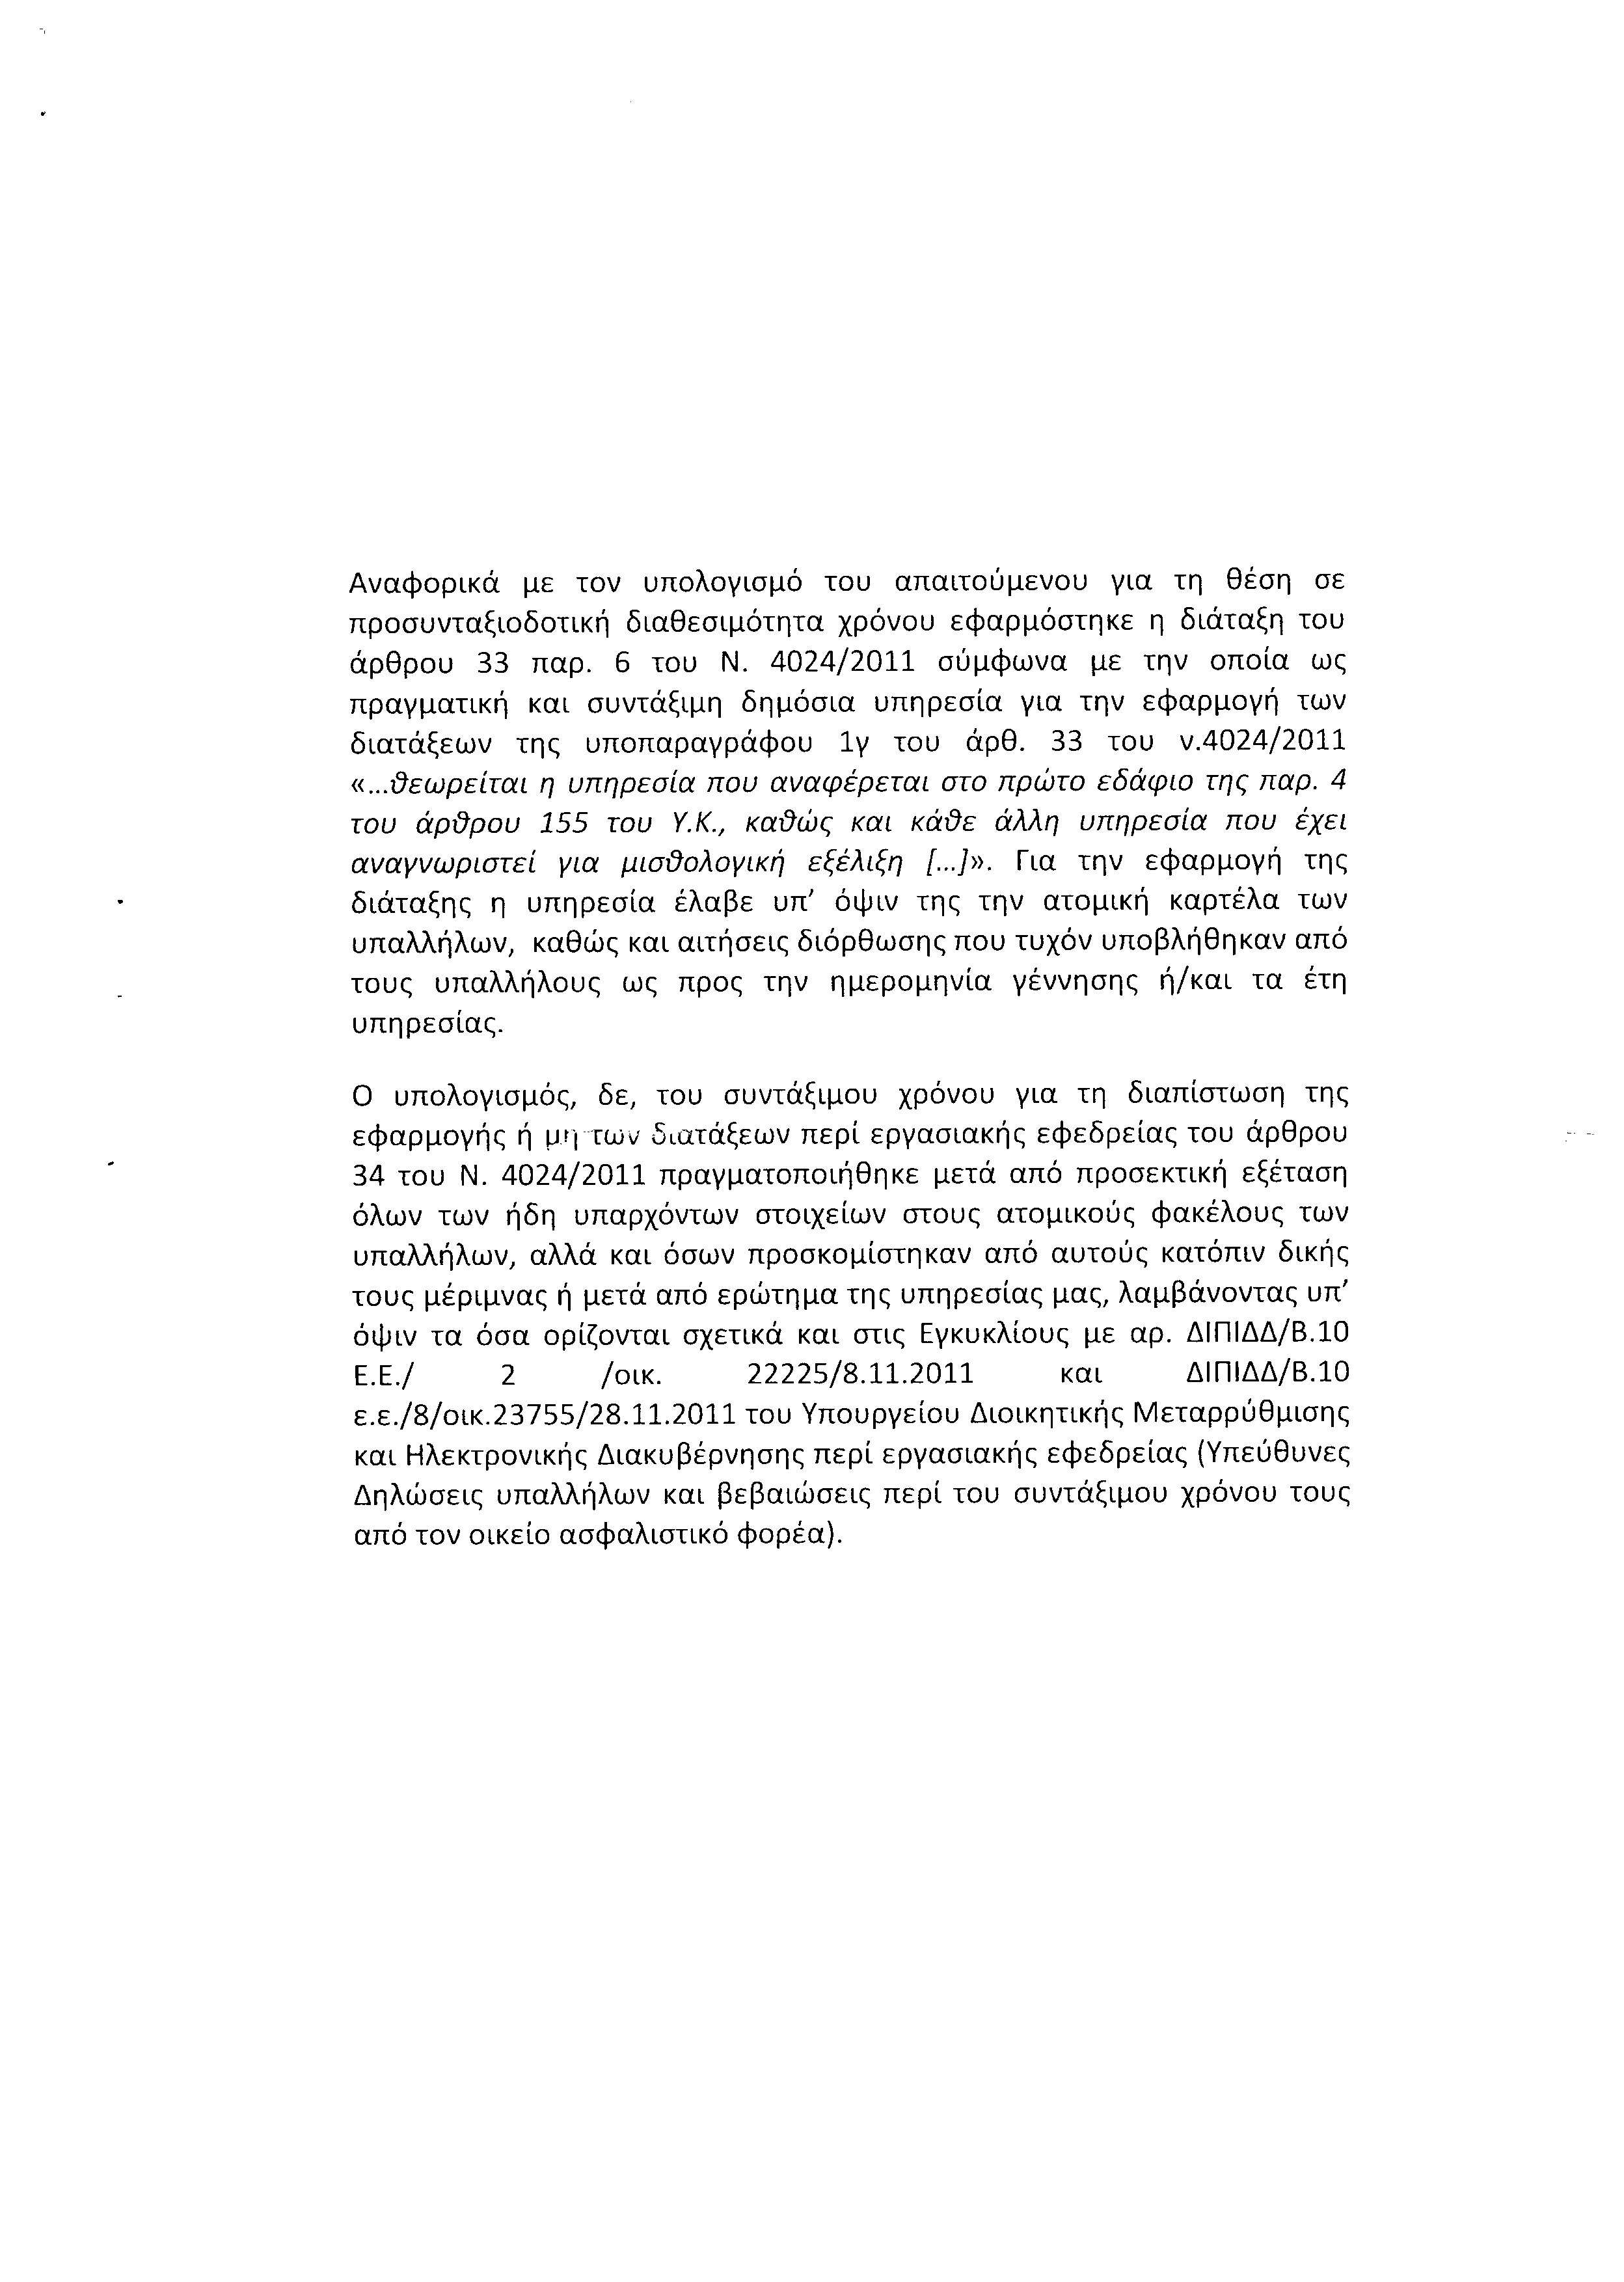 Αναφορικά με τον υπολογισμό του απαιτούμενου για τη θέση σε
προσυνταξιοδοτική διαθεσιμότητα χρόνου εφαρμόστηκε η διάταξη του
άρθρου 33 παρ. 6 του Ν. 4024/2011 σύμφωνα με την οποία ως
πραγματική και συντάξιμη δημόσια υπηρεσία για την εφαρμογή των
διατάξεων της υποπαραγράφου 1γ του άρθ. 33 του ν.4024/2011
«...θεωρείται η υπηρεσία που αναφέρεται στο πρώτο εδάφιο της παρ. 4
του άρθρου 155 του Υ.Κ., καθώς και κάθε άλλη υπηρεσία που έχει
αναγνωριστεί για μισθολογική εξέλιξη [...]». Για την εφαρμογή της
διάταξης η υπηρεσία έλαβε υπ' όψιν της την ατομική καρτέλα των
υπαλλήλων, καθώς και αιτήσεις διόρθωσης που τυχόν υποβλήθηκαν από
τους υπαλλήλους ως προς την ημερομηνία γέννησης ή/και τα έτη
υπηρεσίας.
Ο υπολογισμός, δε, του συντάξιμου χρόνου για τη διαπίστωση της
εφαρμογής ή μη των διατάξεων περί εργασιακής εφεδρείας του άρθρου
34 του Ν. 4024/2011 πραγματοποιήθηκε μετά από προσεκτική εξέταση
όλων των ήδη υπαρχόντων στοιχείων στους ατομικούς φακέλους των
υπαλλήλων, αλλά και όσων προσκομίστηκαν από αυτούς κατόπιν δικής
τους μέριμνας ή μετά από ερώτημα της υπηρεσίας μας, λαμβάνοντας υπ'
όψιν τα όσα ορίζονται σχετικά και στις Εγκυκλίους με αρ. ΔΙΠΙΔΔ/Β.10
Ε.Ε./ 2 /οικ. 22225/8.11.2011 και ΔΙΠΙΔΔ/Β.10
ε.ε./8/οικ.23755/28.11.2011 του Υπουργείου Διοικητικής Μεταρρύθμισης
και Ηλεκτρονικής Διακυβέρνησης περί εργασιακής εφεδρείας (Υπεύθυνες
Δηλώσεις υπαλλήλων και βεβαιώσεις περί του συντάξιμου χρόνου τους
από τον οικείο ασφαλιστικό φορέα).